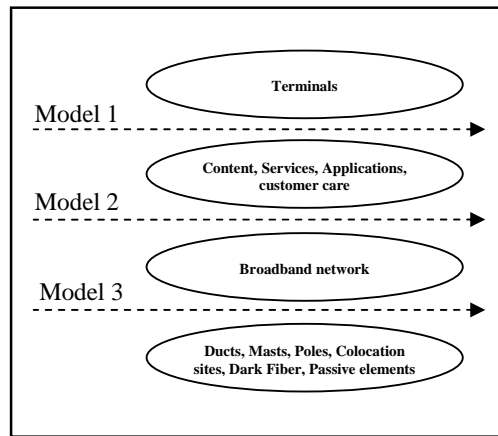 Terminals
Model 1
Content, Services, Applications,
customer care
Model 2
Broadband network
Model 3
Ducts, Masts, Poles, Colocation
sites, Dark Fiber, Passive elements